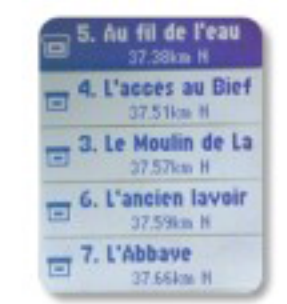 5. Au fil de l'eau
37.38km N
4. L'acces au Bief
37.51km N
3. Le Moulin de La
37.57km N
6. L'ancien lavoir
37.59km N
7. L'Abbaye
37.66km N